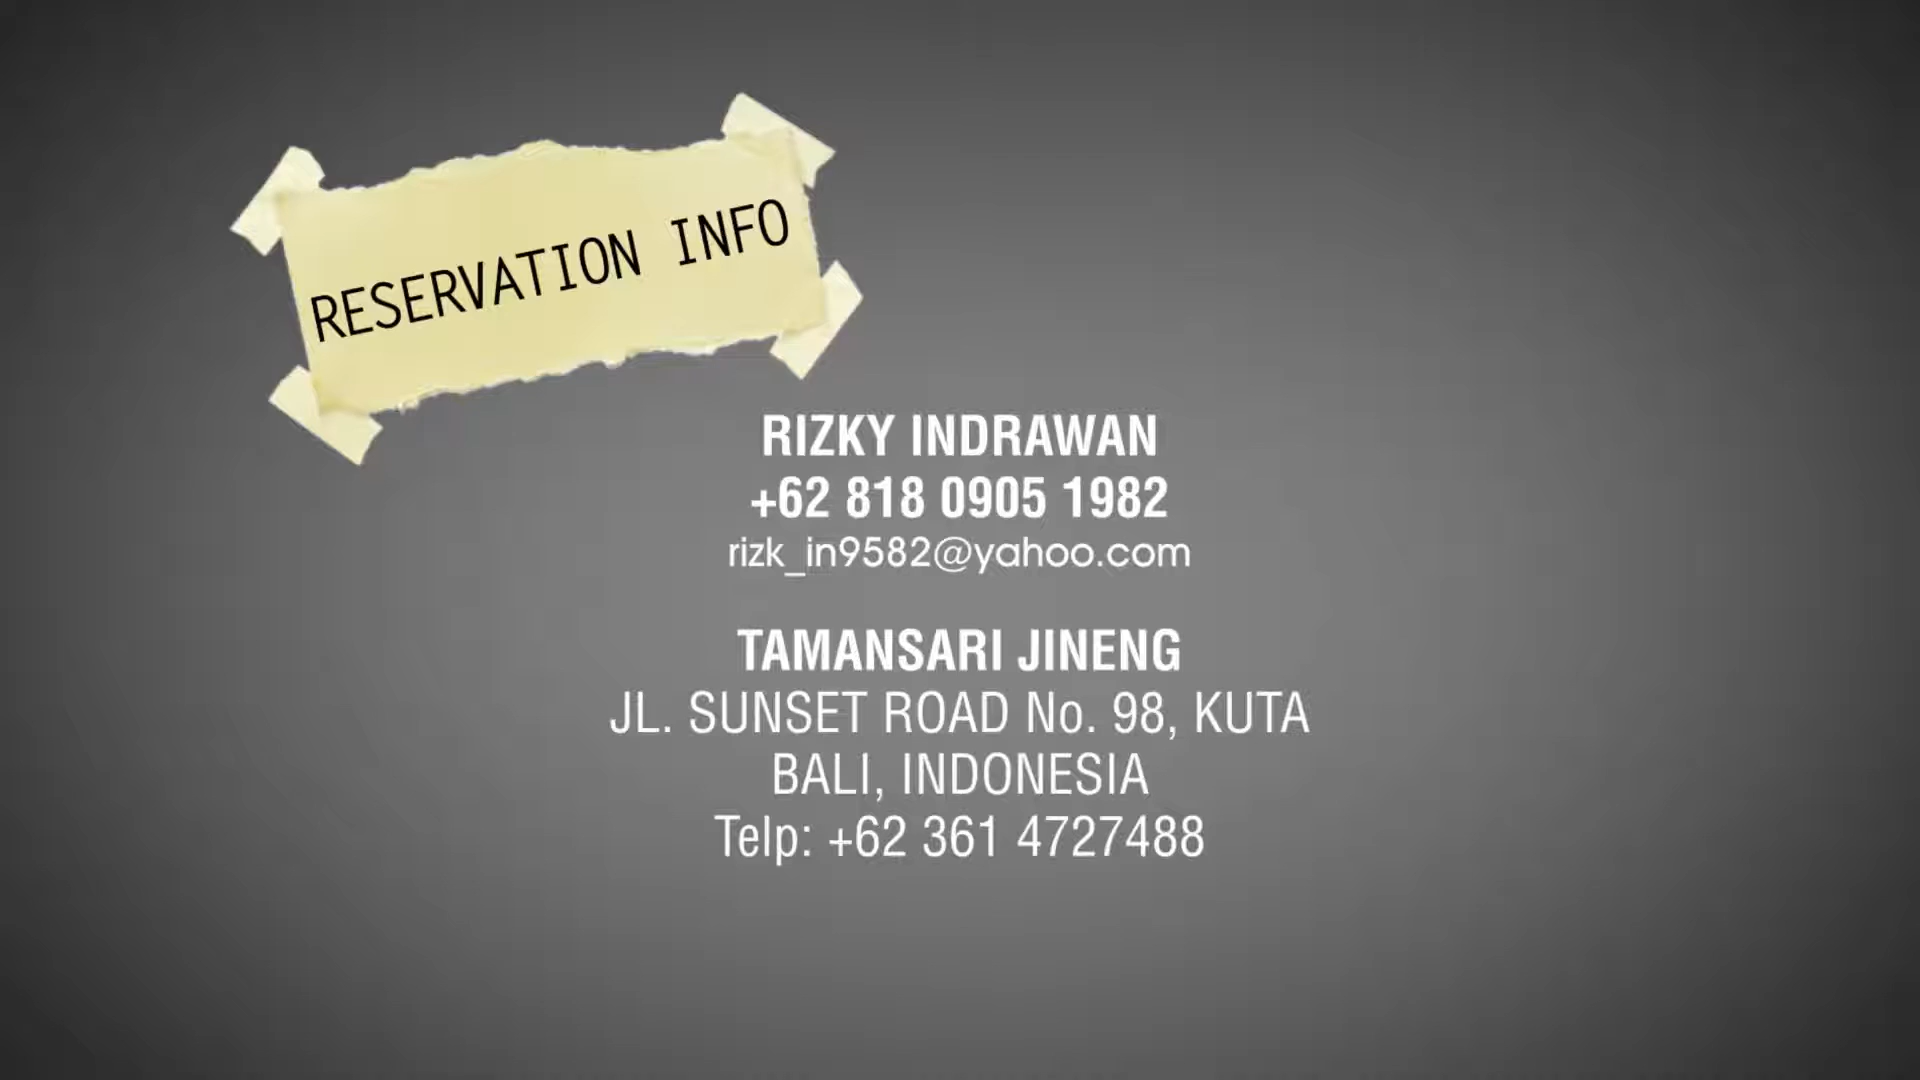 RESERVATION INFO
RIZKY INDRAWAN
+62 818 0905 1982
rizk_in9582@yahoo.com
TAMANSARI JINENG
JL. SUNSET ROAD No. 98, KUTA
BALI, INDONESIA
Telp: +62 361 4727488